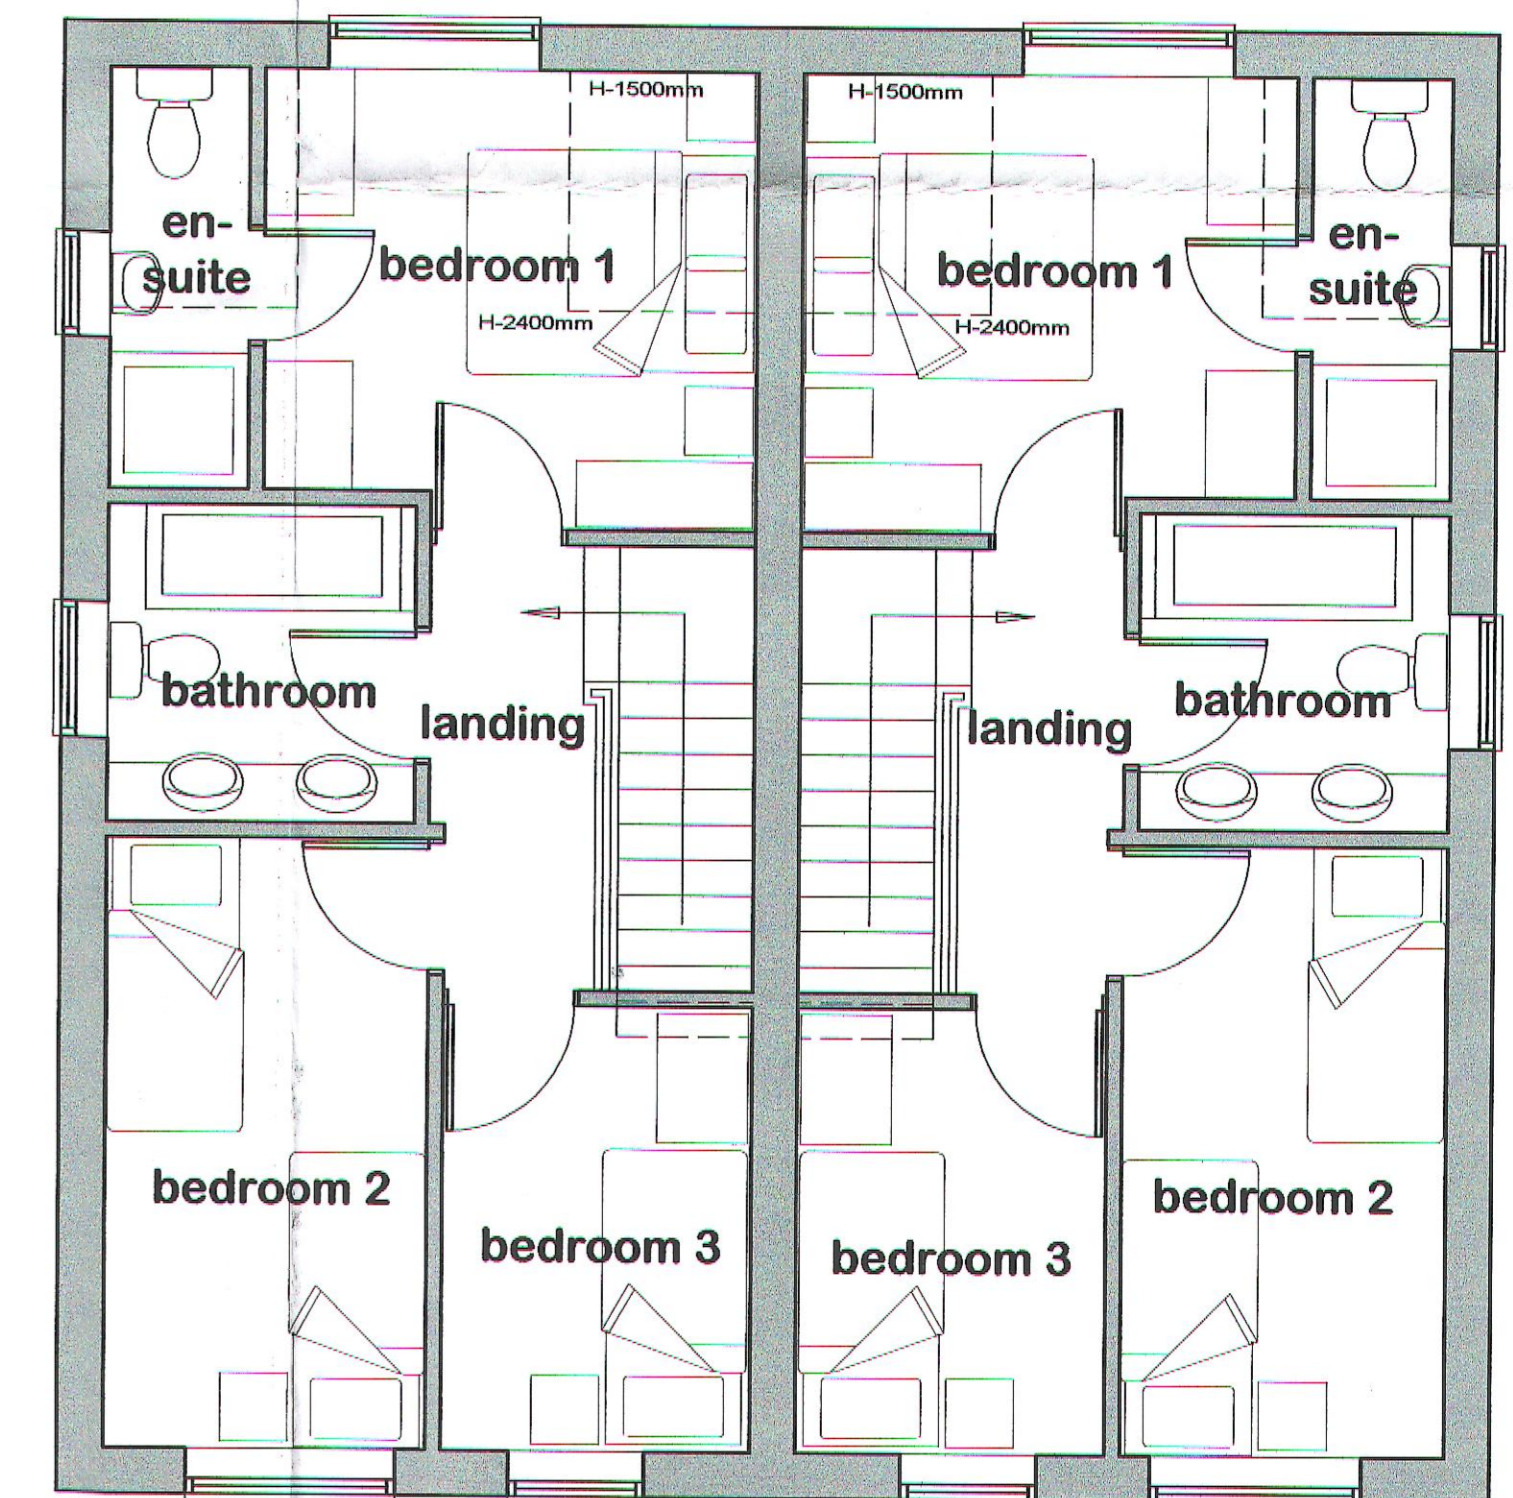 H-1500mm
H-1500mm
en-
suite
bedroom 1
H-2400mm
bedroom 1
H-2400mm
en-
suite
bathroom
landing
landing
bathroom
bedroom 2
bedroom 3
bedroom 3
bedroom 2